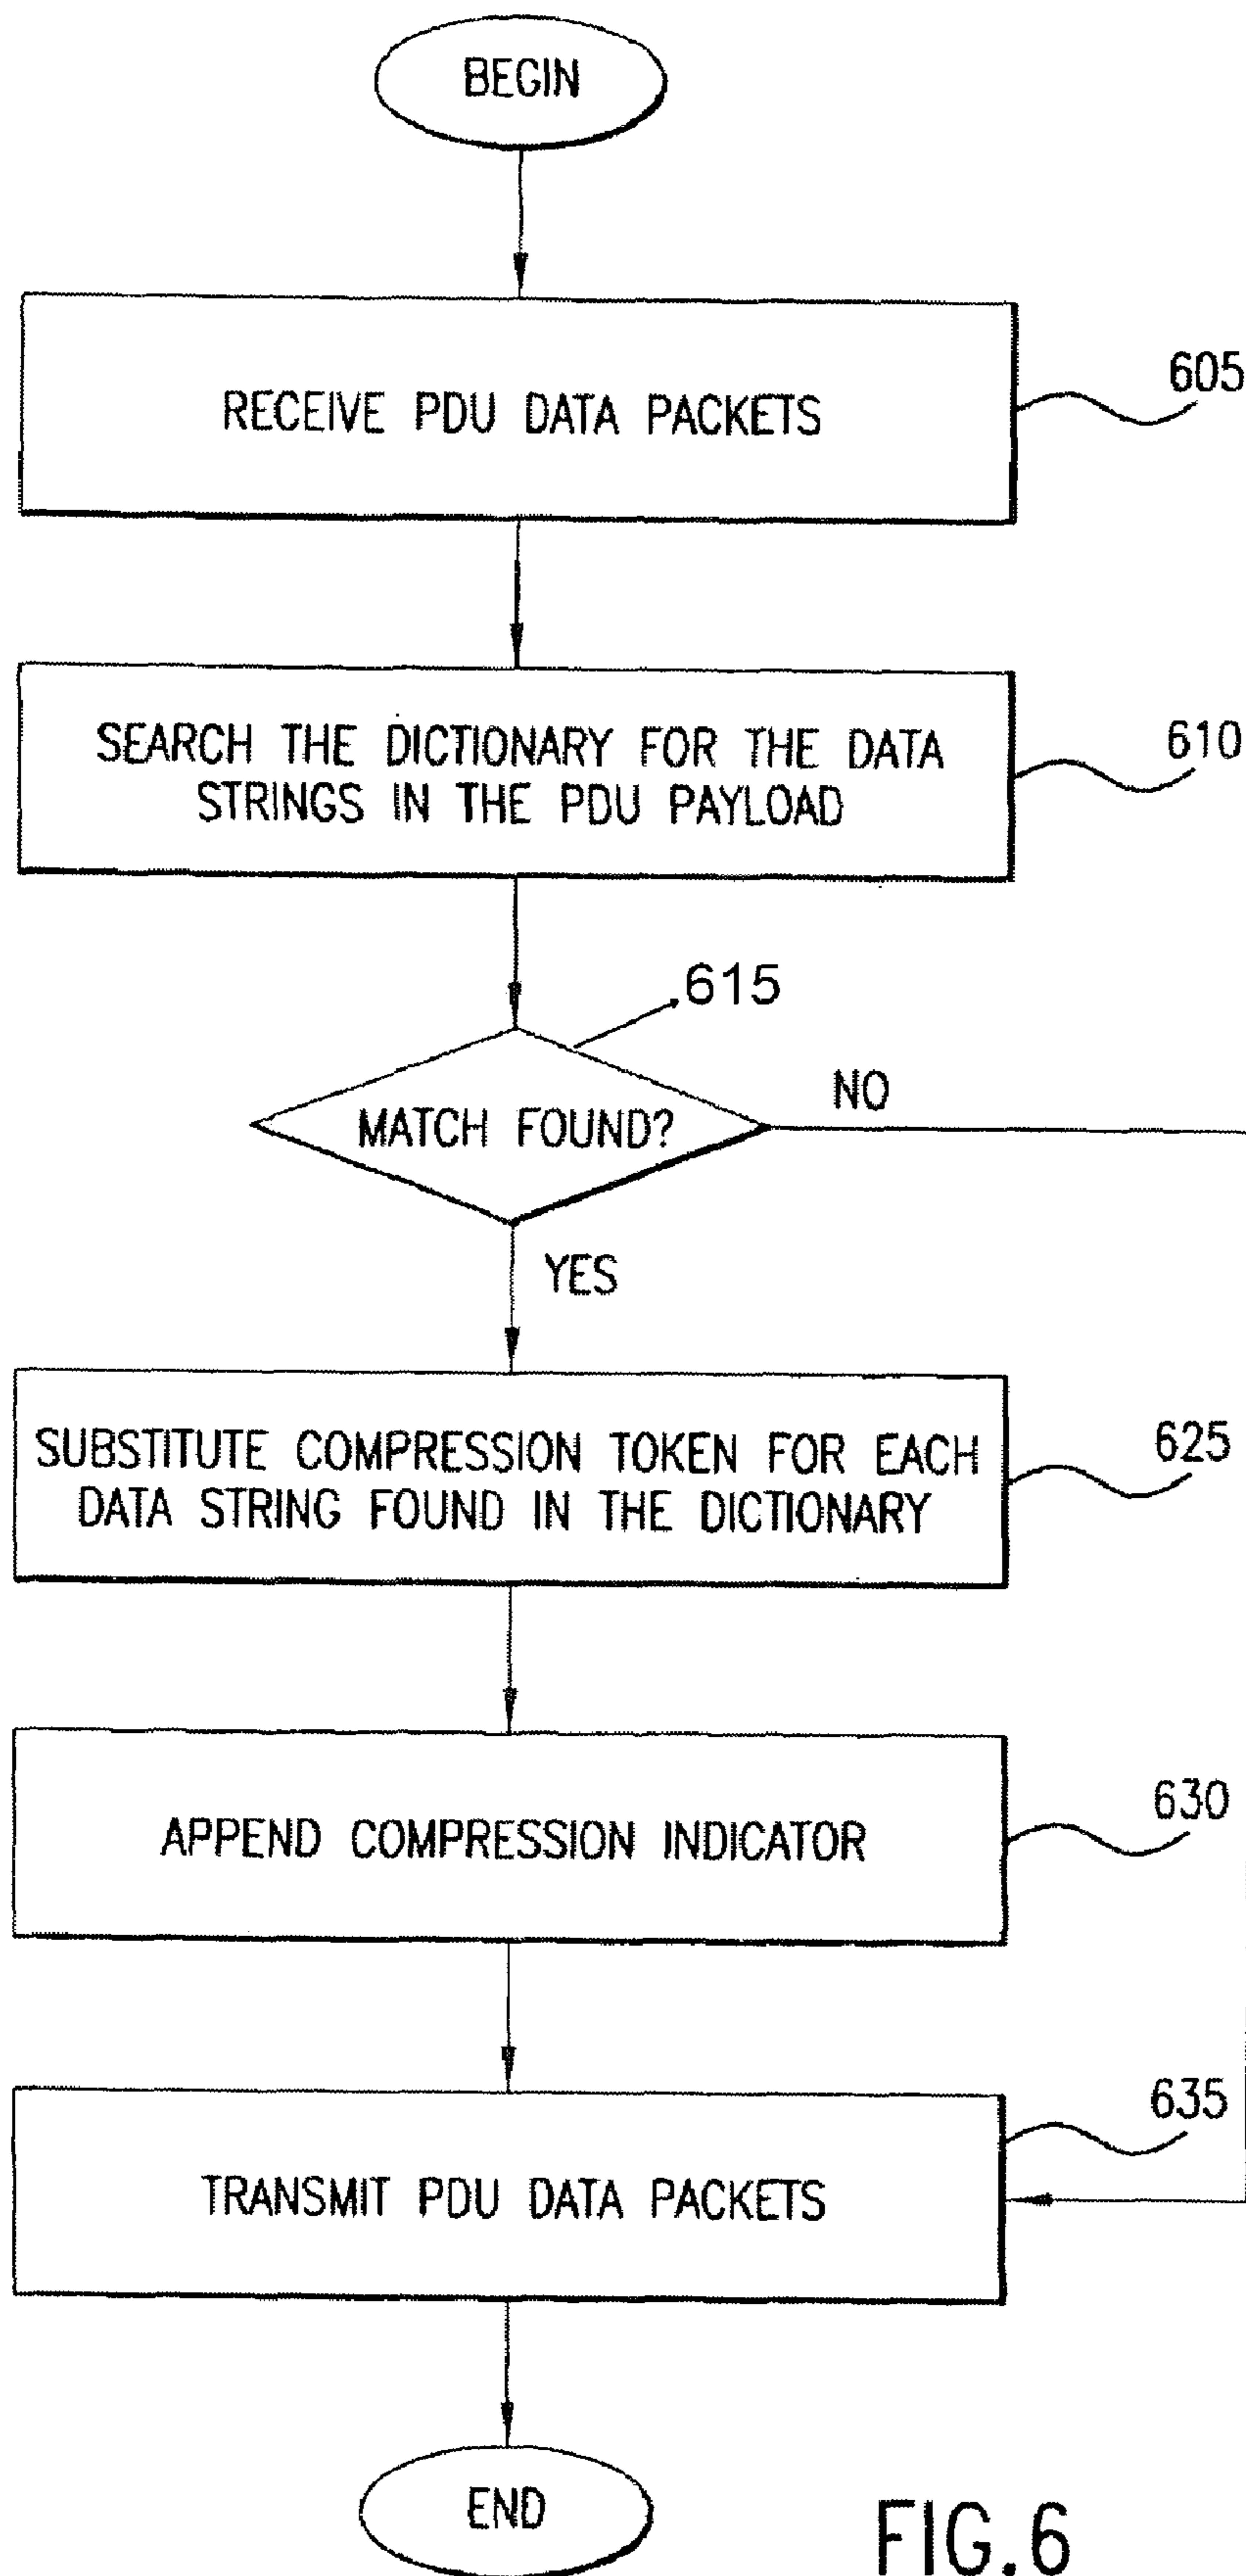 BEGIN
RECEIVE PDU DATA PACKETS
605
SEARCH THE DICTIONARY FOR THE DATA
STRINGS IN THE PDU PAYLOAD
610
615
MATCH FOUND?
NO
YES
SUBSTITUTE COMPRESSION TOKEN FOR EACH
DATA STRING FOUND IN THE DICTIONARY
625
APPEND COMPRESSION INDICATOR
630
TRANSMIT PDU DATA PACKETS
635
END
FIG.6